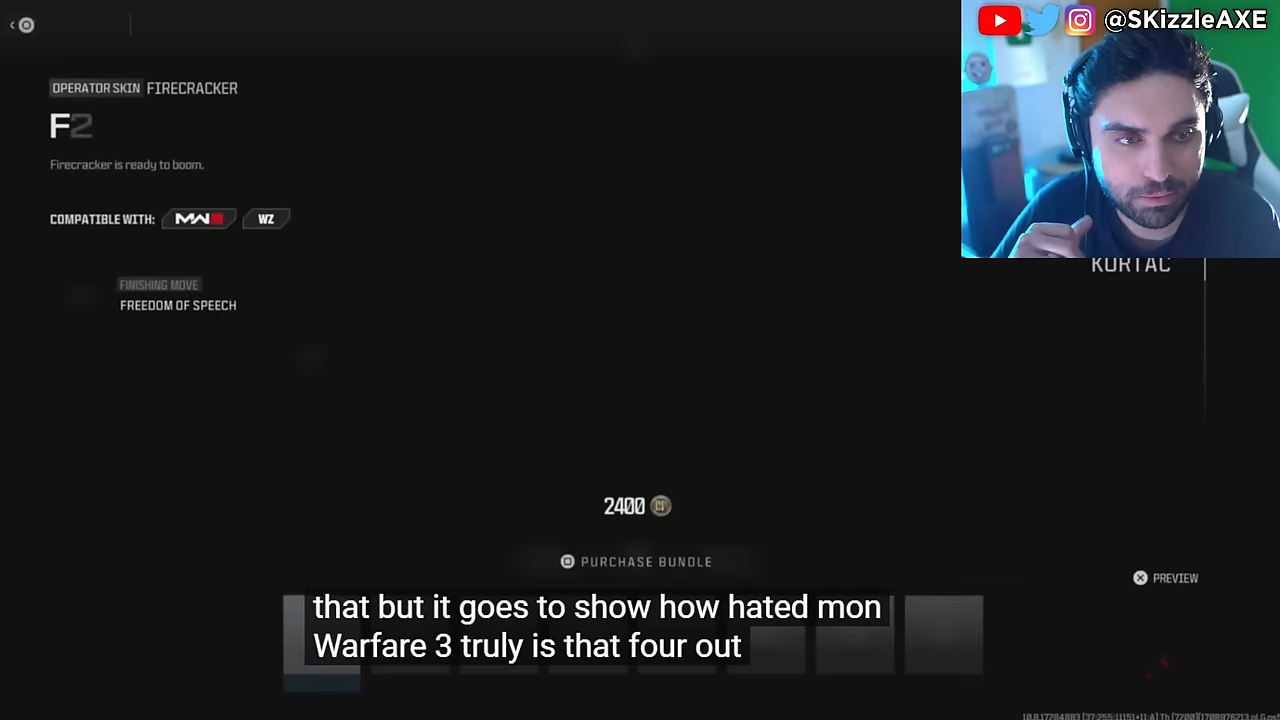 @SKizzleAXE
OPERATOR SKIN FIRECRACKER
F2
Firecracker is ready to boom.
COMPATIBLE WITH: MW WZ
KORTAC
FINISHING MOVE
FREEDOM OF SPEECH
2400
PURCHASE BUNDLE
PREVIEW
that but it goes to show how hated mon
Warfare 3 truly is that four out